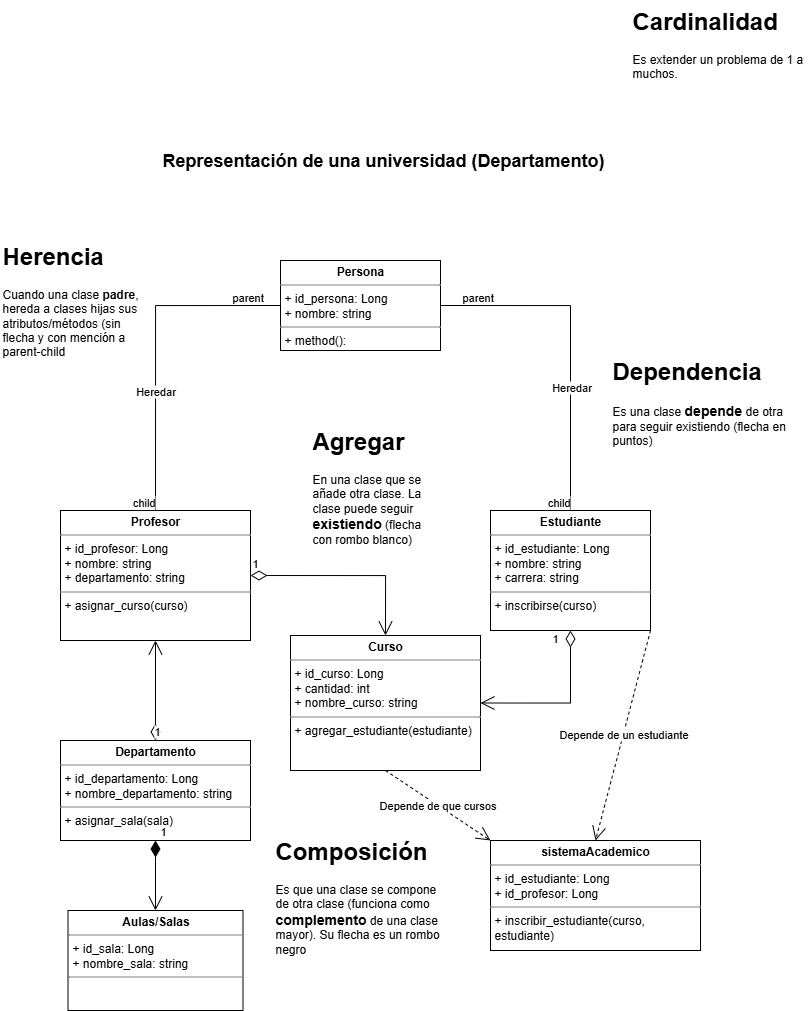 Cardinalidad
Es extender un problema de 1 a
muchos.
Representación de una universidad (Departamento)
Herencia
Cuando una clase padre,
hereda a clases hijas sus
atributos/métodos (sin
flecha y con mención a
parent-child
Persona
+ id_persona: Long
+ nombre: string
+ method():
parent
parent
Heredar
Heredar
child
child
Dependencia
Es una clase depende de otra
para seguir existiendo (flecha en
puntos)
Agregar
En una clase que se
añade otra clase. La
clase puede seguir
existiendo (flecha
con rombo blanco)
Profesor
+ id_profesor: Long
+ nombre: string
+ departamento: string
+ asignar_curso(curso)
1
Estudiante
+ id_estudiante: Long
+ nombre: string
+ carrera: string
+ inscribirse(curso)
1
Curso
+ id_curso: Long
+ cantidad: int
+ nombre_curso: string
+ agregar_estudiante(estudiante)
1
Departamento
+ id_departamento: Long
+ nombre_departamento: string
+ asignar_sala(sala)
1
Depende de un estudiante
Depende de que cursos
Composición
Es que una clase se compone
de otra clase (funciona como
complemento de una clase
mayor). Su flecha es un rombo
negro
sistemaAcademico
+ id_estudiante: Long
+ id_profesor: Long
+ inscribir_estudiante(curso,
estudiante)
Aulas/Salas
+ id_sala: Long
+ nombre_sala: string